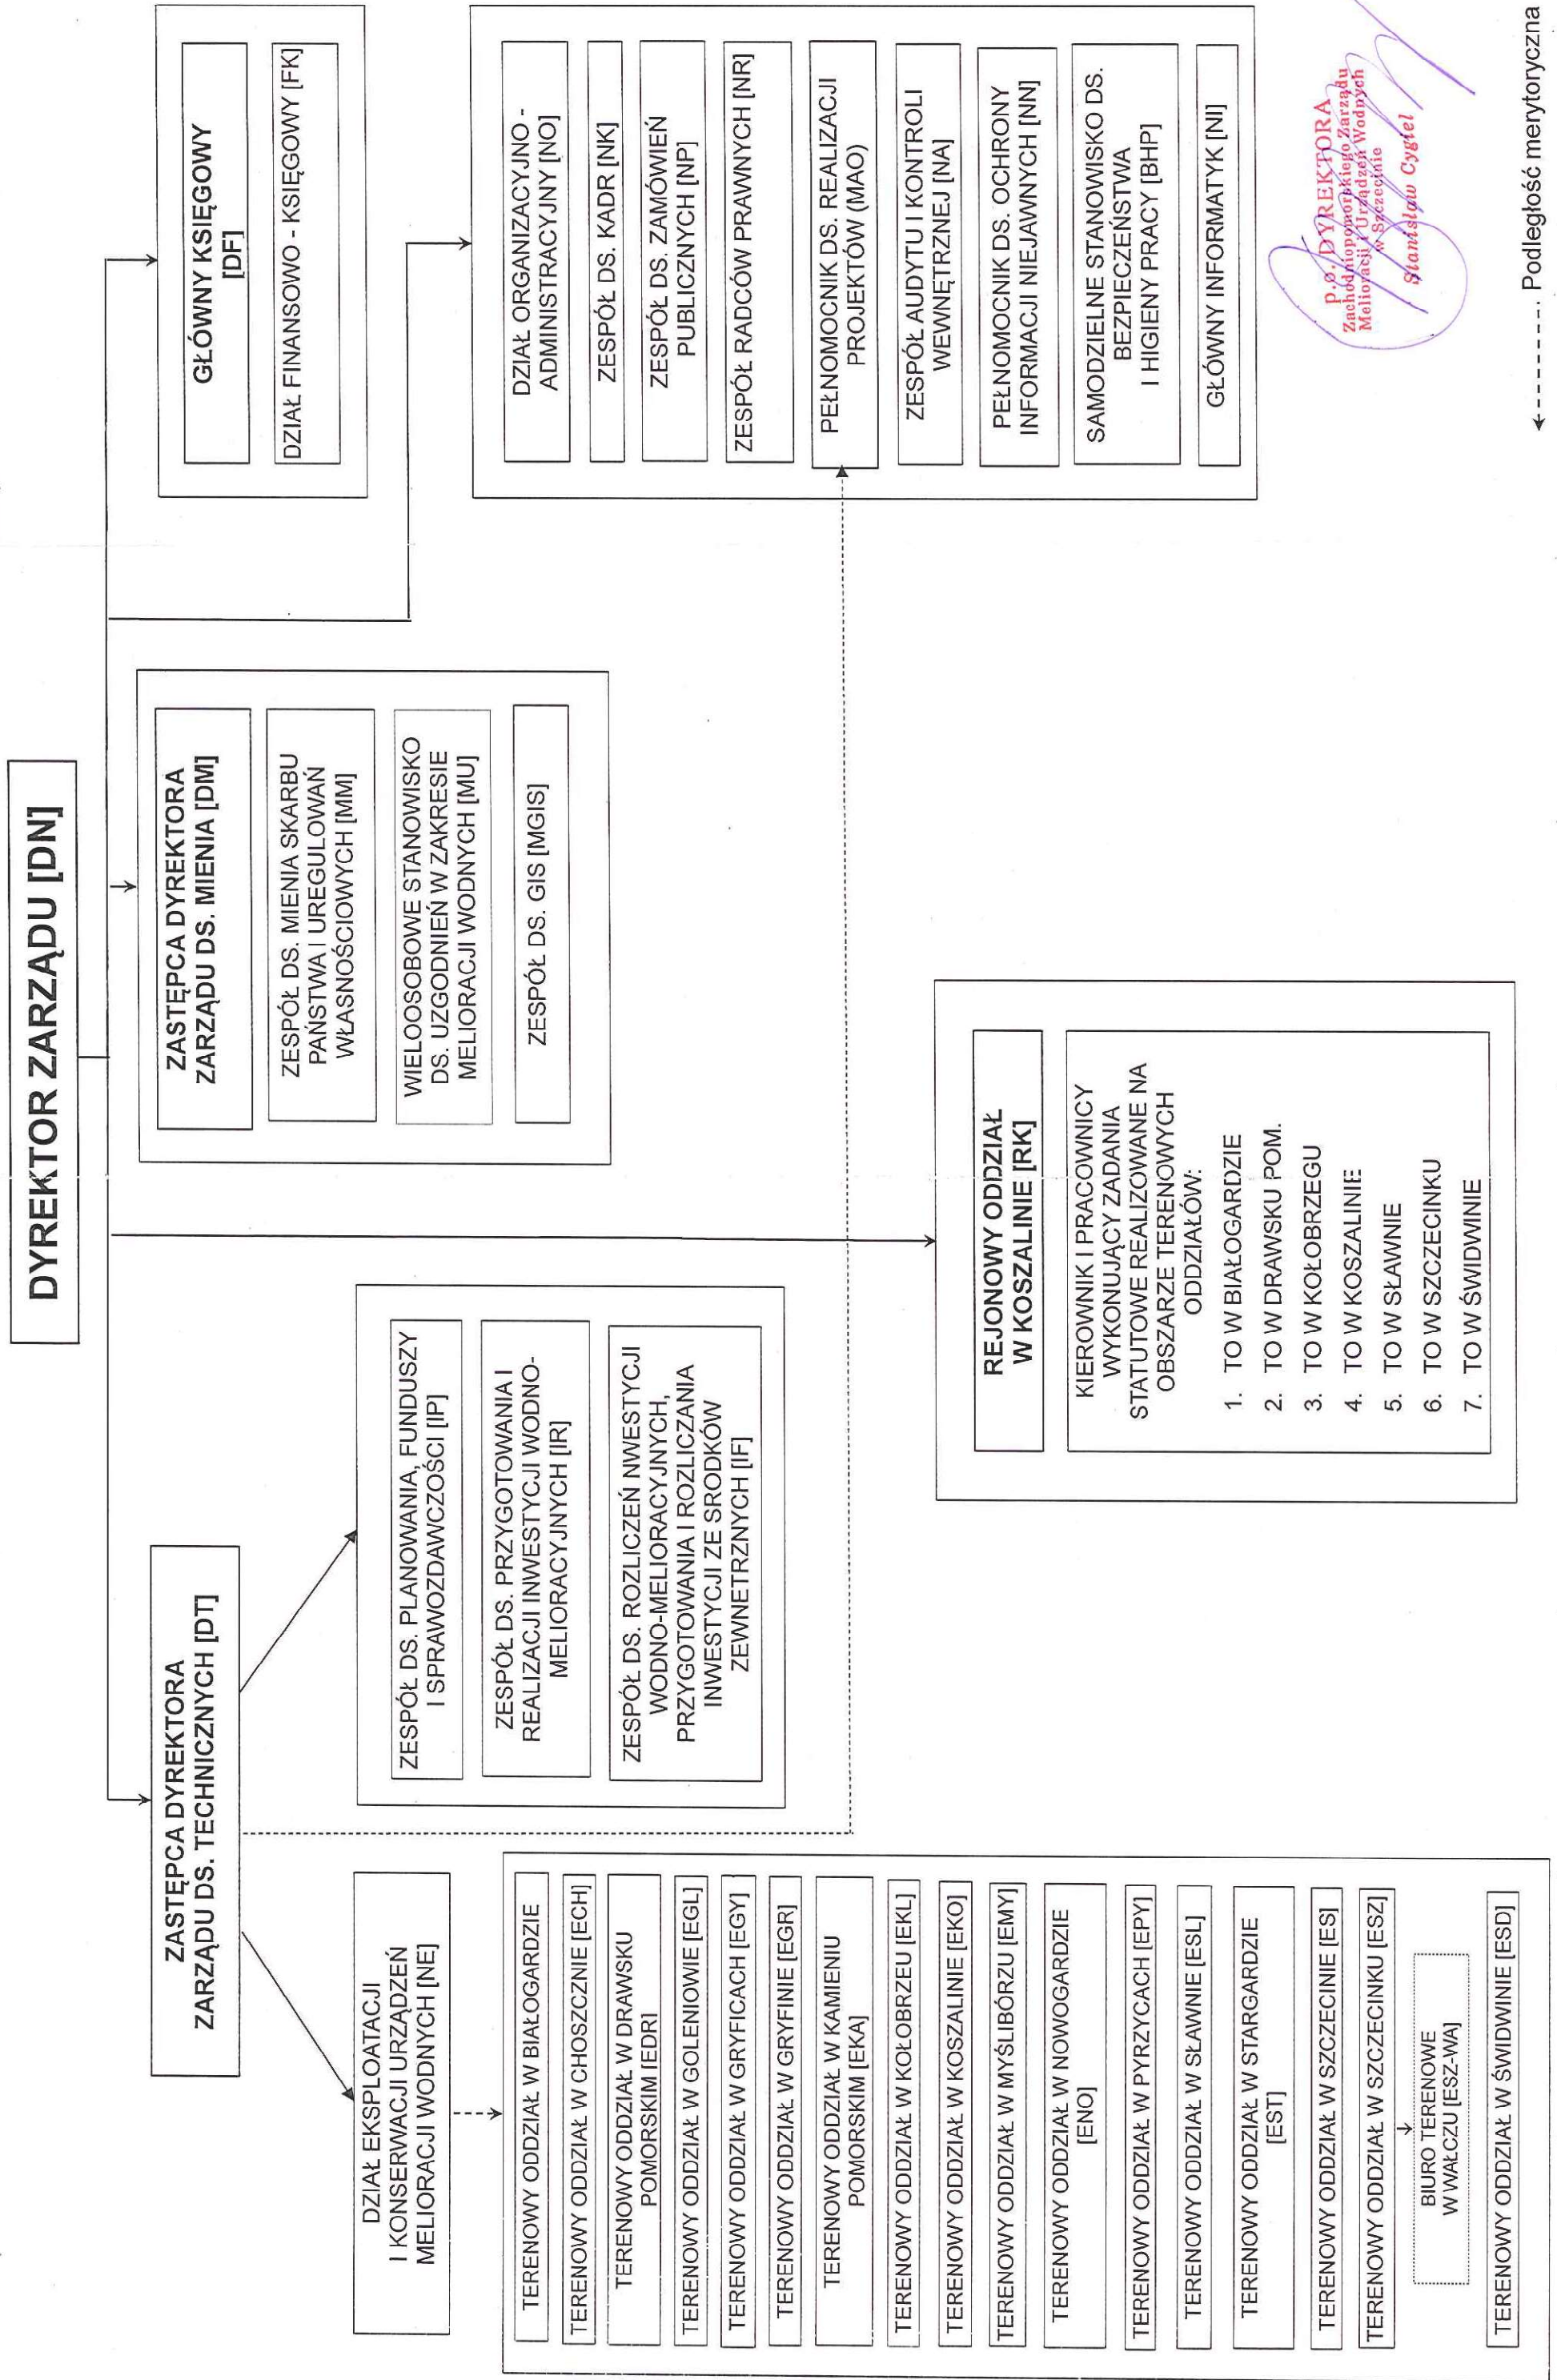 DYREKTOR ZARZĄDU [DN]
ZASTĘPCA DYREKTORA
ZARZĄDU DS. TECHNICZNYCH [DT]
DZIAŁ EKSPLOATACJI
I KONSERWACJI URZĄDZEŃ
MELIORACJI WODNYCH [NE]
TERENOWY ODDZIAŁ W BIAŁOGARDZIE
TERENOWY ODDZIAŁ W CHOSZCZNIE [ECH]
TERENOWY ODDZIAŁ W DRAWSKU
POMORSKIM [EDR]
TERENOWY ODDZIAŁ W GOLENIOWIE [EGL]
TERENOWY ODDZIAŁ W GRYFICACH [EGY]
TERENOWY ODDZIAŁ W GRYFINIE [EGR]
TERENOWY ODDZIAŁ W KAMIENIU
POMORSKIM [EKA]
TERENOWY ODDZIAŁ W KOŁOBRZEU [EKL]
TERENOWY ODDZIAŁ W KOSZALINIE [EKO]
TERENOWY ODDZIAŁ W MYŚLIBÓRZU [EMY]
TERENOWY ODDZIAŁ W NOWOGARDZIE
[ENO]
TERENOWY ODDZIAŁ W PYRZYCACH [EPY]
TERENOWY ODDZIAŁ W SŁAWNIE [ESL]
TERENOWY ODDZIAŁ W STARGARDZIE
[EST]
TERENOWY ODDZIAŁ W SZCZECINIE [ES]
TERENOWY ODDZIAŁ W SZCZECINKU [ESZ]
BIURO TERENOWE
W WAŁCZU [ESZ-WA]
TERENOWY ODDZIAŁ W ŚWIDWINIE [ESD]
ZESPÓŁ DS. PLANOWANIA, FUNDUSZY
I SPRAWOZDAWCZOŚCI [IP]
ZESPÓŁ DS. PRZYGOTOWANIA I
REALIZACJI INWESTYCJI WODNO-
MELIORACYJNYCH [IR]
ZESPÓŁ DS. ROZLICZEŃ NWESTYCJI
WODNO-MELIORACYJNYCH,
PRZYGOTOWANIA I ROZLICZANIA
INWESTYCJI ZE SRODKÓW
ZEWNETRZNYCH [IF]
REJONOWY ODDZIAŁ
W KOSZALINIE [RK]
KIEROWNIK I PRACOWNICY
WYKONUJĄCY ZADANIA
STATUTOWE REALIZOWANE NA
OBSZARZE TERENOWYCH
ODDZIAŁÓW:
1. TO W BIAŁOGARDZIE
2. TO W DRAWSKU POM.
3. TO W KOŁOBRZEGU
4. TO W KOSZALINIE
5. TO W SŁAWNIE
6. TO W SZCZECINKU
7. TO W ŚWIDWINIE
ZASTĘPCA DYREKTORA
ZARZĄDU DS. MIENIA [DM]
ZESPÓŁ DS. MIENIA SKARBU
PAŃSTWA I UREGULOWAŃ
WŁASNOŚCIOWYCH [MM]
WIELOOSOBOWE STANOWISKO
DS. UZGODNIEŃ W ZAKRESIE
MELIORACJI WODNYCH [MU]
ZESPÓŁ DS. GIS [MGIS]
GŁÓWNY KSIĘGOWY
[DF]
DZIAŁ FINANSOWO - KSIĘGOWY [FK]
DZIAŁ ORGANIZACYJNO -
ADMINISTRACYJNY [NO]
ZESPÓŁ DS. KADR [NK]
ZESPÓŁ DS. ZAMÓWIEŃ
PUBLICZNYCH [NP]
ZESPÓŁ RADCÓW PRAWNYCH [NR]
PEŁNOMOCNIK DS. REALIZACJI
PROJEKTÓW (MAO)
ZESPÓŁ AUDYTU I KONTROLI
WEWNĘTRZNEJ [NA]
PEŁNOMOCNIK DS. OCHRONY
INFORMACJI NIEJAWNYCH [NN]
SAMODZIELNE STANOWISKO DS.
BEZPIECZEŃSTWA
I HIGIENY PRACY [BHP]
GŁÓWNY INFORMATYK [NI]
p.o. DYREKTORA
Zachodniopomorskiego Zarządu
Melioracji i Urządzeń Wodnych
w Szczecinie
Stanisław Cygiel
Podległość merytoryczna